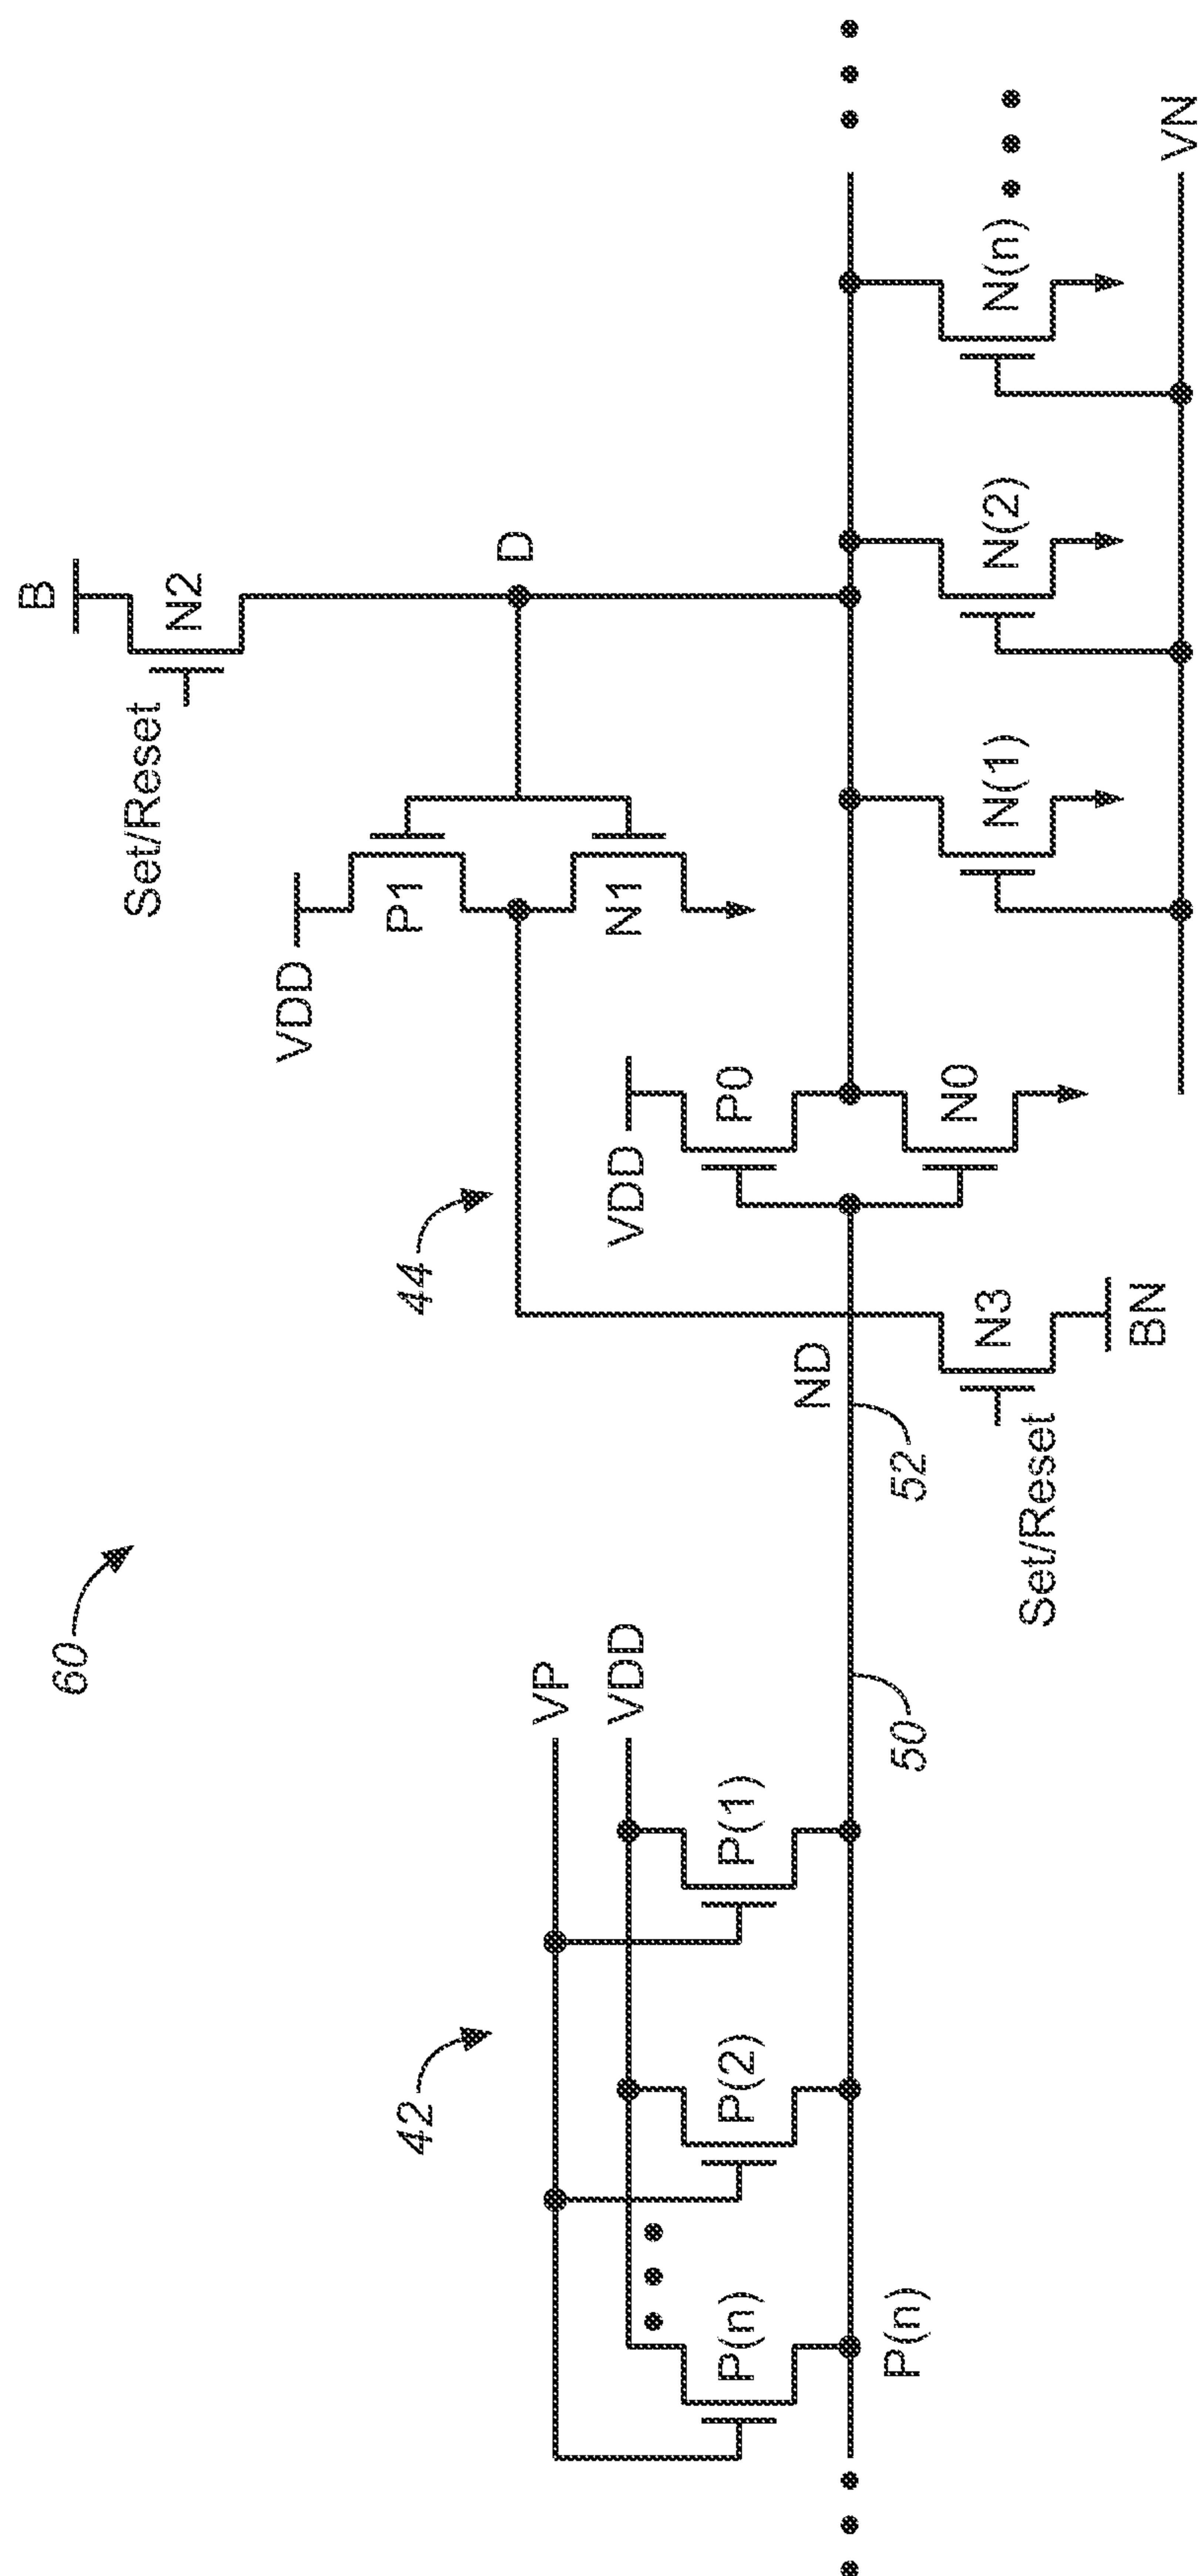 60
42
44
VP
VDD
P(n)
P(2)
P(1)
P(n)
50
52
ND
Set/Reset
N3
BN
VDD
P0
N0
VDD
P1
N1
Set/Reset
B
N2
D
N(1)
N(2)
N(n)
VN